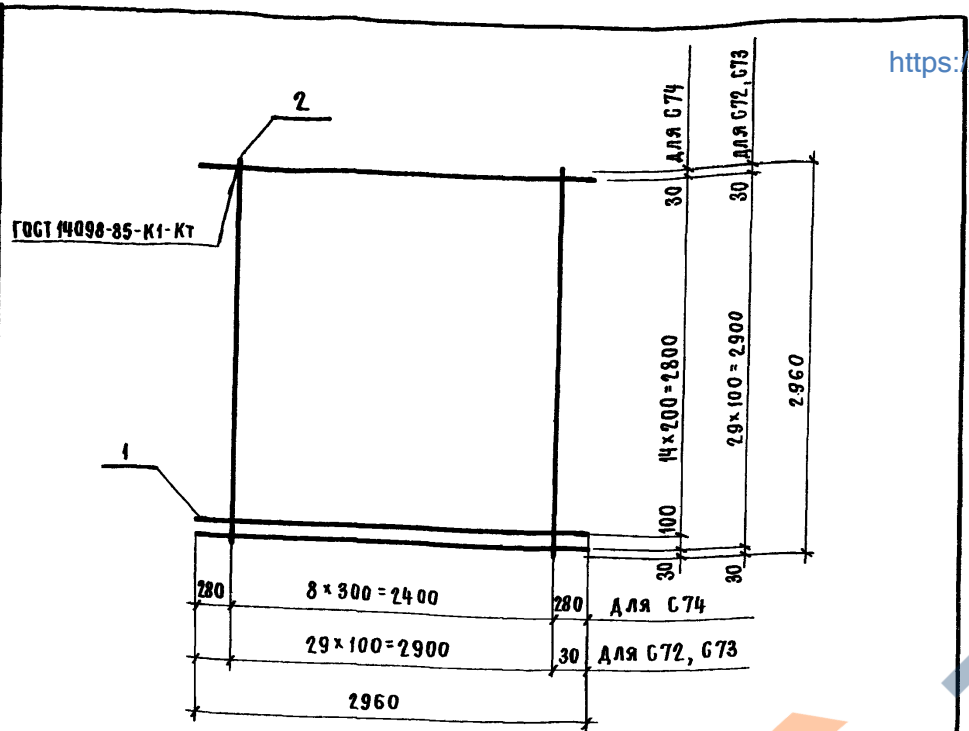 https:/
2
ГОСТ 14098-85-К1-Кт
1
30 для С74
30 для С72, С73
14×200=2800
29×100=2900
2960
100
30
30
280
8×300=2400
280 для С74
29×100=2900
30 для С72, С73
2960